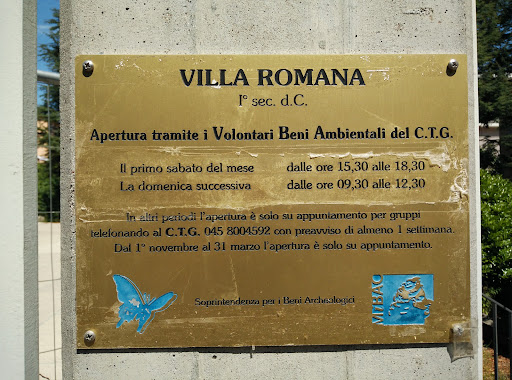 VILLA ROMANA
I° sec. d.C.
Apertura tramite i Volontari Beni Ambientali del C.T.G.
Il primo sabato del mese dalle ore 15,30 alle 18,30
La domenica successiva dalle ore 09,30 alle 12,30
In altri periodi l'apertura è solo su appuntamento per gruppi
telefonando al C.T.G. 045 8004592 con preavviso di almeno 1 settimana.
Dal 1° novembre al 31 marzo l'apertura è solo su appuntamento.
Soprintendenza per i Beni Archealogici
MIBAC